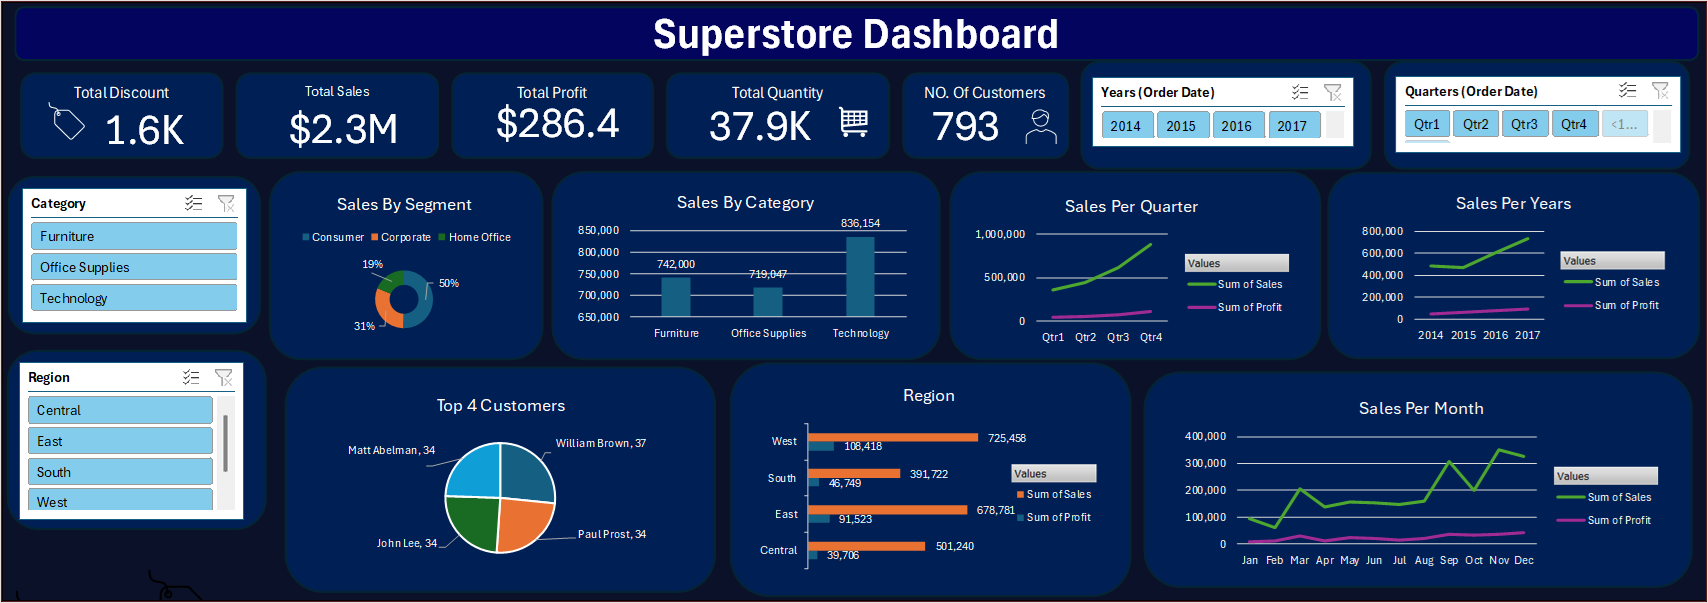 Superstore Dashboard
Total Discount
1.6K
Total Sales
$2.3M
Total Profit
$286.4
Total Quantity
37.9K
NO. Of Customers
793
Years (Order Date)
2014 2015 2016 2017
Quarters (Order Date)
Qtr1 Qtr2 Qtr3 Qtr4 <1...
Category
Furniture
Office Supplies
Technology
Sales By Segment
Consumer Corporate Home Office
19%
50%
31%
Sales By Category
836,154
850,000
800,000
742,000
719,047
750,000
700,000
650,000
Furniture Office Supplies Technology
Sales Per Quarter
1,000,000
500,000
0
Qtr1 Qtr2 Qtr3 Qtr4
Values
Sum of Sales
Sum of Profit
Sales Per Years
800,000
600,000
400,000
200,000
0
2014 2015 2016 2017
Values
Sum of Sales
Sum of Profit
Region
Central
East
South
West
Top 4 Customers
Matt Abelman, 34
William Brown, 37
John Lee, 34
Paul Prost, 34
Region
West 725,458
108,418
South 391,722
46,749
East 678,781
91,523
Central 501,240
39,706
Values
Sum of Sales
Sum of Profit
Sales Per Month
400,000
300,000
200,000
100,000
0
Jan Feb Mar Apr May Jun Jul Aug Sep Oct Nov Dec
Values
Sum of Sales
Sum of Profit